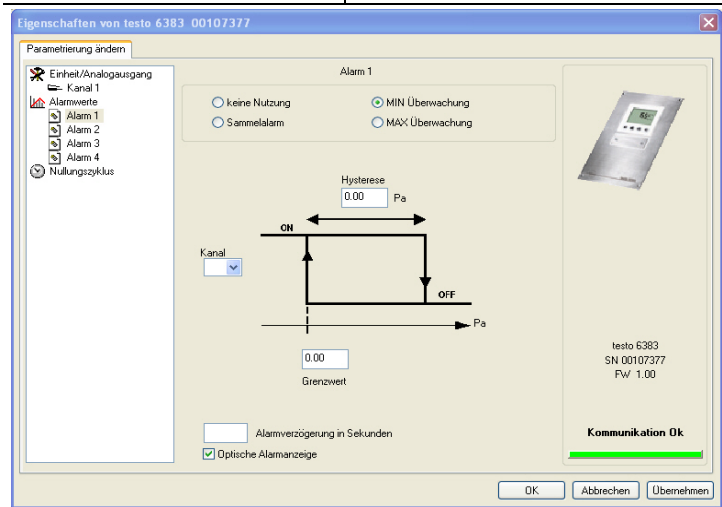 Eigenschaften von testo 6383 00107377
Parametrierung ändern
Einheit/Analogausgang
Kanal 1
Alarmwerte
Alarm 1
Alarm 2
Alarm 3
Alarm 4
Nullungszyklus
Alarm 1
keine Nutzung
MIN Überwachung
Sammelalarm
MAX Überwachung
Hysterese
0.00 Pa
ON
Kanal
OFF
Pa
0.00
Grenzwert
Alarmverzögerung in Sekunden
Optische Alarmanzeige
testo 6383
SN 00107377
FW 1.00
Kommunikation Ok
OK
Abbrechen
Übernehmen